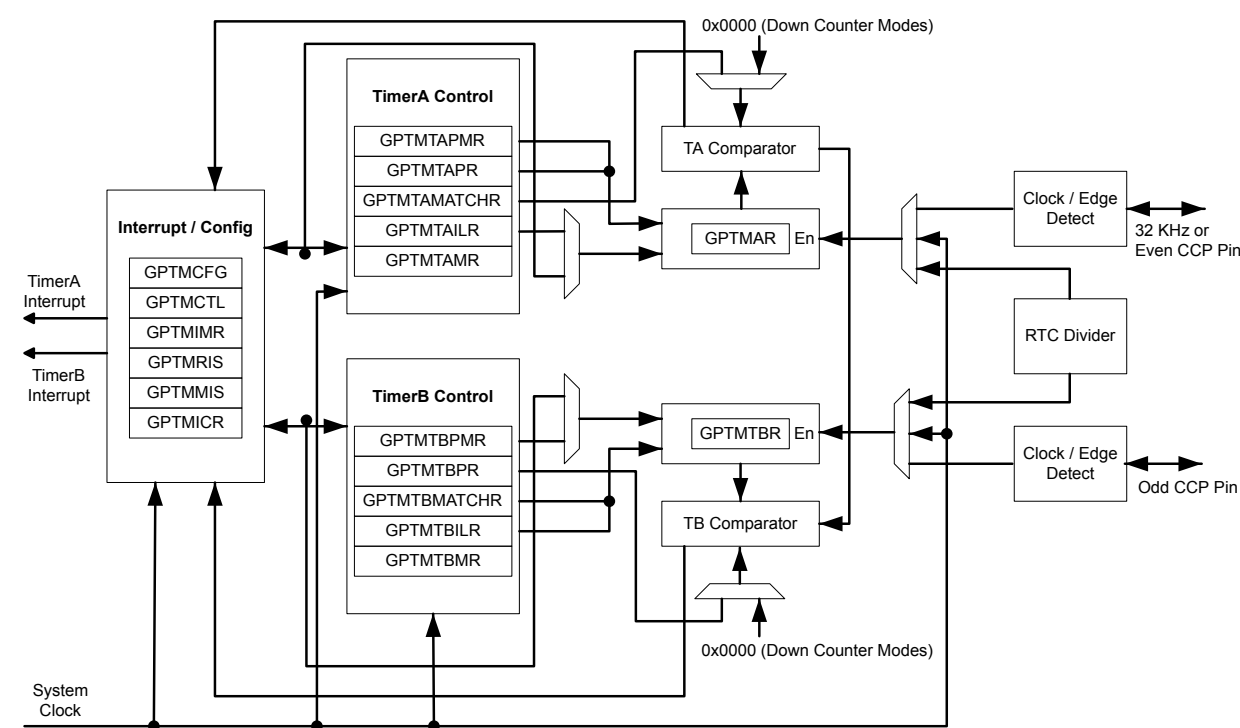 0x0000 (Down Counter Modes)
TimerA Control
GPTMTAPMR
GPTMTAPR
GPTMTAMATCHR
GPTMTAILR
GPTMTAMR
TA Comparator
GPTMAR
En
Clock / Edge
Detect
32 KHz or
Even CCP Pin
Interrupt / Config
GPTMCFG
GPTMCTL
GPTMIMR
GPTMRIS
GPTMMIS
GPTMICR
TimerA
Interrupt
TimerB
Interrupt
RTC Divider
TimerB Control
GPTMTBPMR
GPTMTBPR
GPTMTBMATCHR
GPTMTBILR
GPTMTBMR
GPTMTBR
En
TB Comparator
Clock / Edge
Detect
Odd CCP Pin
0x0000 (Down Counter Modes)
System
Clock